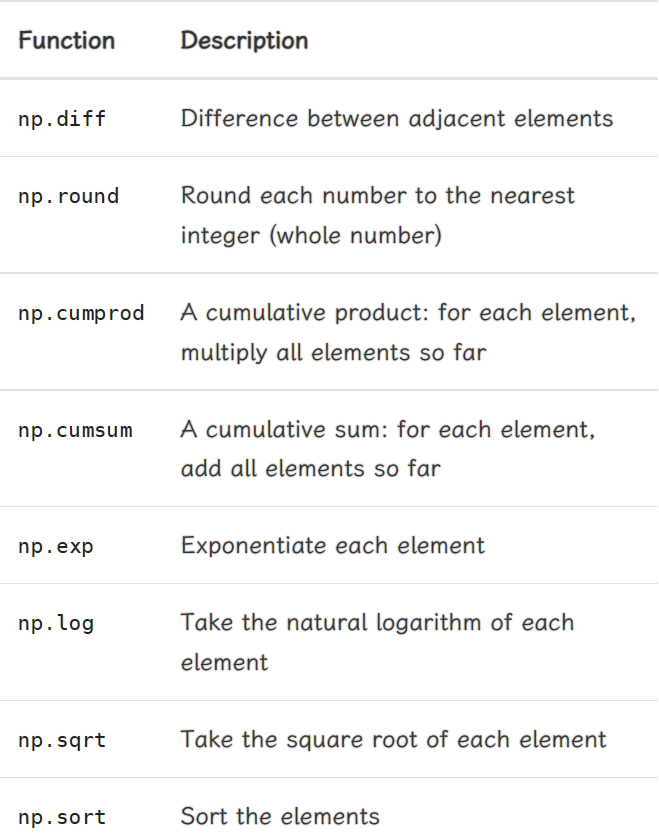 Function Description
np.diff Difference between adjacent elements
np.round Round each number to the nearest
integer (whole number)
np.cumprod A cumulative product: for each element,
multiply all elements so far
np.cumsum A cumulative sum: for each element,
add all elements so far
np.exp Exponentiate each element
np.log Take the natural logarithm of each
element
np.sqrt Take the square root of each element
np.sort Sort the elements